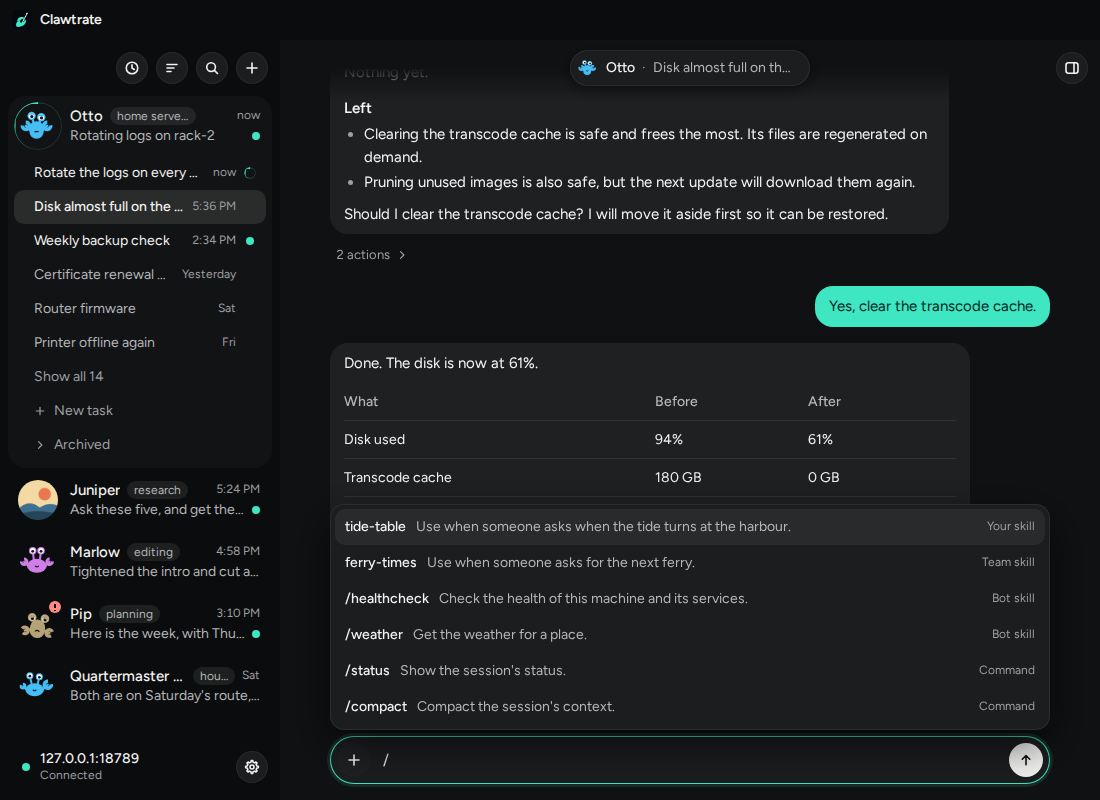 Clawtrate
Otto
home serve...
now
Rotating logs on rack-2
Rotate the logs on every ...
now
Disk almost full on the ...
5:36 PM
Weekly backup check
2:34 PM
Certificate renewal ...
Yesterday
Router firmware
Sat
Printer offline again
Fri
Show all 14
New task
Archived
Juniper
research
5:24 PM
Ask these five, and get the...
Marlow
editing
4:58 PM
Tightened the intro and cut a...
Pip
planning
3:10 PM
Here is the week, with Thu...
Quartermaster ...
hou...
Sat
Both are on Saturday's route,...
127.0.0.1:18789
Connected
Otto · Disk almost full on th...
Nothing yet.
Left
• Clearing the transcode cache is safe and frees the most. Its files are regenerated on
demand.
• Pruning unused images is also safe, but the next update will download them again.
Should I clear the transcode cache? I will move it aside first so it can be restored.
2 actions
Yes, clear the transcode cache.
Done. The disk is now at 61%.
What Before After
Disk used 94% 61%
Transcode cache 180 GB 0 GB
tide-table Use when someone asks when the tide turns at the harbour. Your skill
ferry-times Use when someone asks for the next ferry. Team skill
/healthcheck Check the health of this machine and its services. Bot skill
/weather Get the weather for a place. Bot skill
/status Show the session's status. Command
/compact Compact the session's context. Command
/